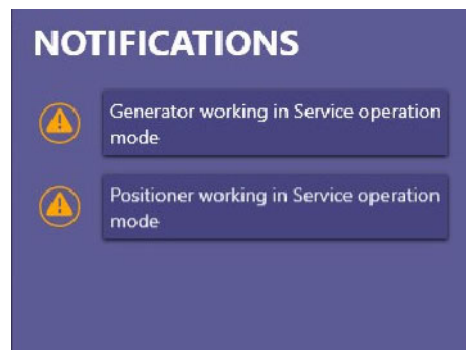 NOTIFICATIONS
Generator working in Service operation
mode
Positioner working in Service operation
mode